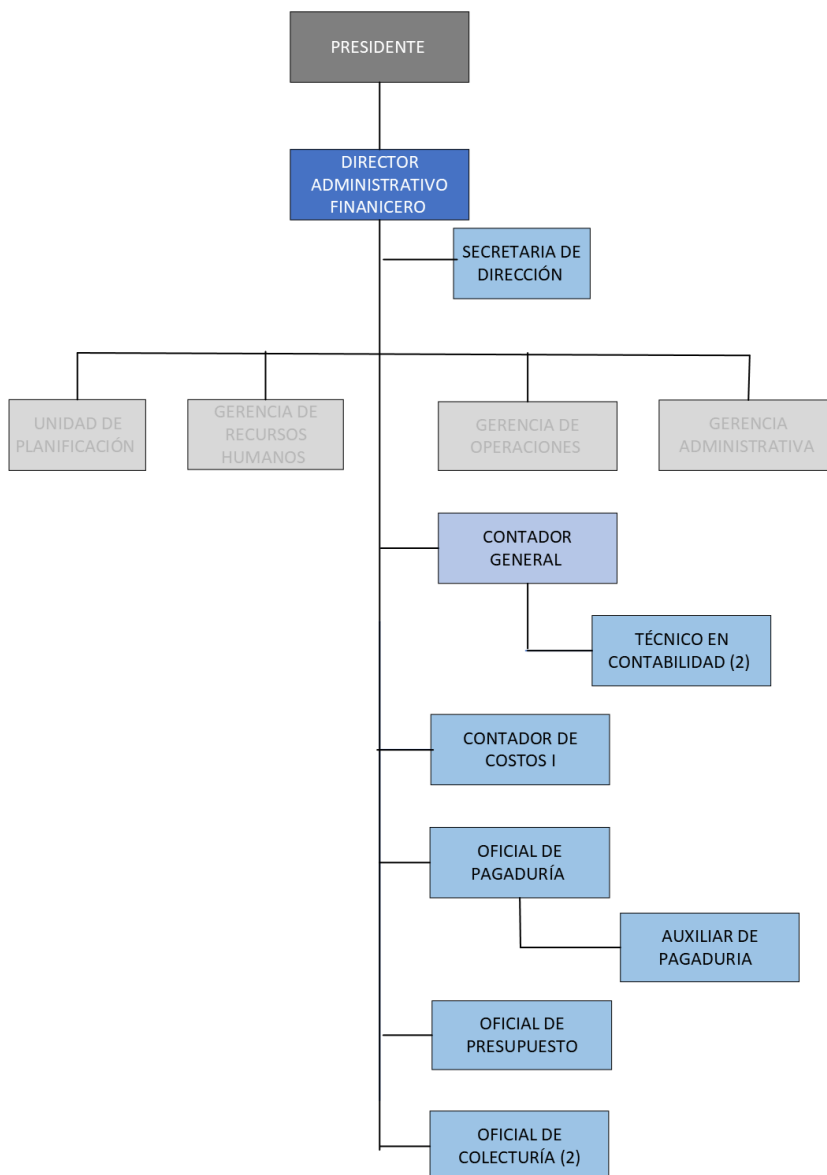 PRESIDENTE
DIRECTOR
ADMINISTRATIVO
FINANICERO
SECRETARIA DE
DIRECCIÓN
UNIDAD DE
PLANIFICACIÓN
GERENCIA DE
RECURSOS
HUMANOS
GERENCIA DE
OPERACIONES
GERENCIA
ADMINISTRATIVA
CONTADOR
GENERAL
TÉCNICO EN
CONTABILIDAD (2)
CONTADOR DE
COSTOS I
OFICIAL DE
PAGADURÍA
AUXILIAR DE
PAGADURIA
OFICIAL DE
PRESUPUESTO
OFICIAL DE
COLECTURÍA (2)